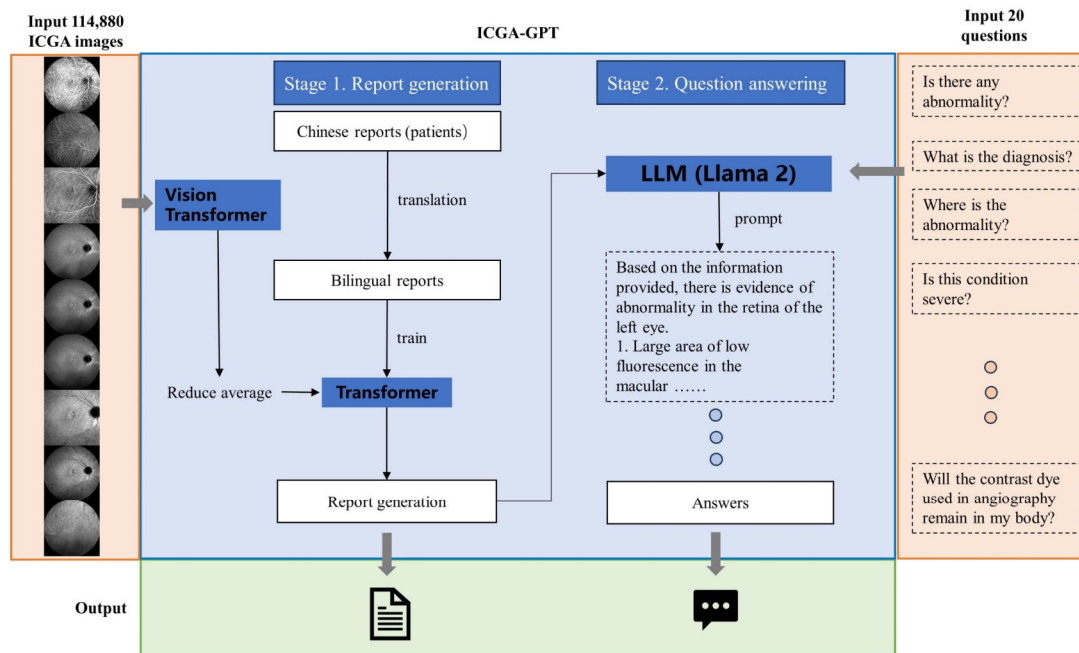 Input 114,880
ICGA images
ICGA-GPT
Input 20
questions
Stage 1. Report generation
Chinese reports (patients)
translation
Vision
Transformer
Bilingual reports
train
Reduce average
Transformer
Report generation
Stage 2. Question answering
LLM (Llama 2)
prompt
Based on the information
provided, there is evidence of
abnormality in the retina of the
left eye.
1. Large area of low
fluorescence in the
macular ……
Answers
Is there any
abnormality?
What is the diagnosis?
Where is the
abnormality?
Is this condition
severe?
Will the contrast dye
used in angiography
remain in my body?
Output